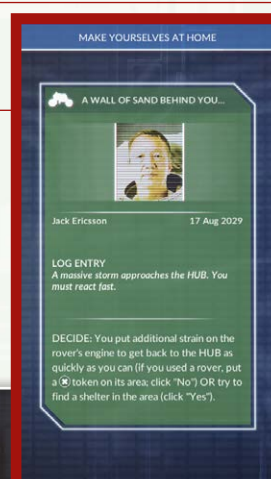 MAKE YOURSELVES AT HOME
A WALL OF SAND BEHIND YOU...
Jack Ericsson 17 Aug 2029
LOG ENTRY
A massive storm approaches the HUB. You
must react fast.
DECIDE: You put additional strain on the
rover's engine to get back to the HUB as
quickly as you can (if you used a rover, put
a token on its area; click "No") OR try to
find a shelter in the area (click "Yes").